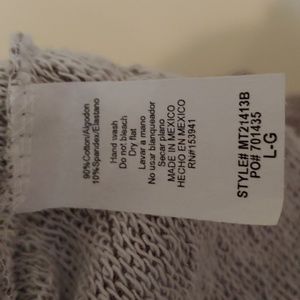 90%Cotton/Algodon
10%Spandex/Elastano
Hand wash
Do not bleach
Dry flat
Lavar a mano
No usar blanqueador
Secar plano
MADE IN MEXICO
HECHO EN MEXICO
RN#153941
STYLE# MT21413B
PO# 701435
L-G